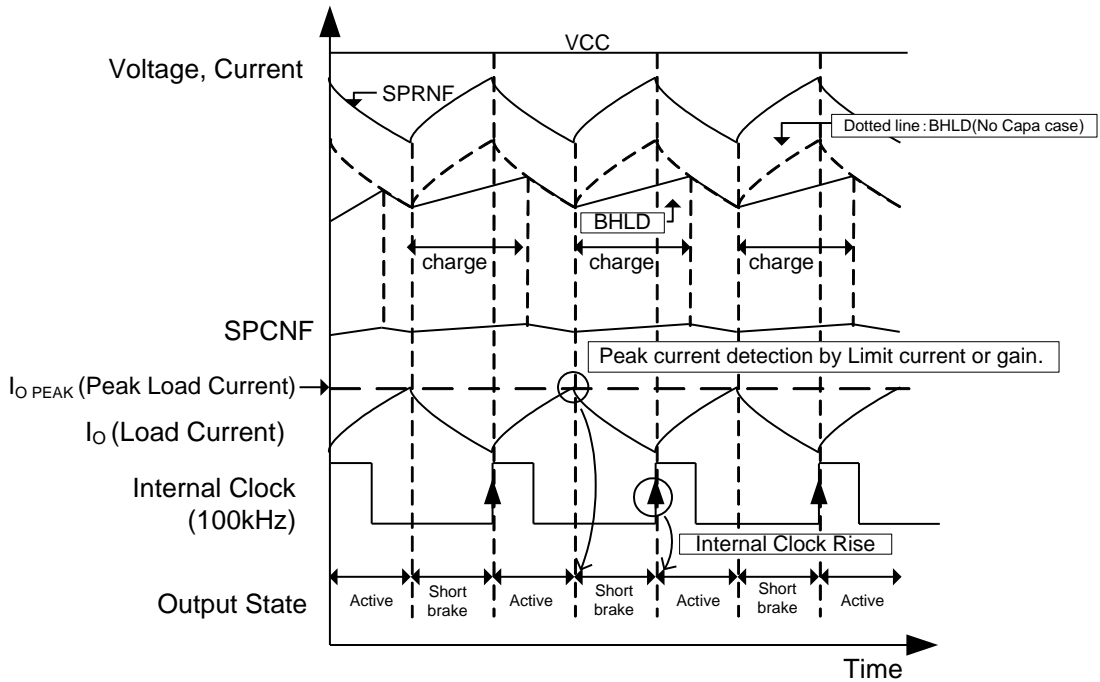 VCC
Voltage, Current
SPRNF
Dotted line : BHLD(No Capa case)
BHLD
charge
charge
charge
SPCNF
Peak current detection by Limit current or gain.
IO PEAK (Peak Load Current)
IO (Load Current)
Internal Clock
(100kHz)
Internal Clock Rise
Output State
Active
Short
brake
Active
Short
brake
Active
Short
brake
Active
Time